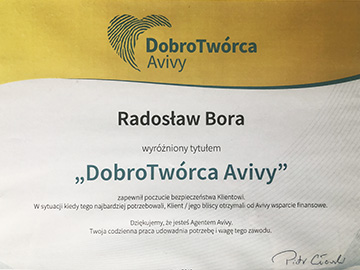 DobroTwórca
Avivy
Radosław Bora
wyróżniony tytułem
„DobroTwórca Avivy”
zapewnił poczucie bezpieczeństwa Klientowi.
W sytuacji kiedy tego najbardziej potrzebowali, Klient / jego bliscy otrzymali od Avivy wsparcie finansowe.
Dziękujemy, że jesteś Agentem Avivy.
Twoja codzienna praca udowadnia potrzebę i wagę tego zawodu.